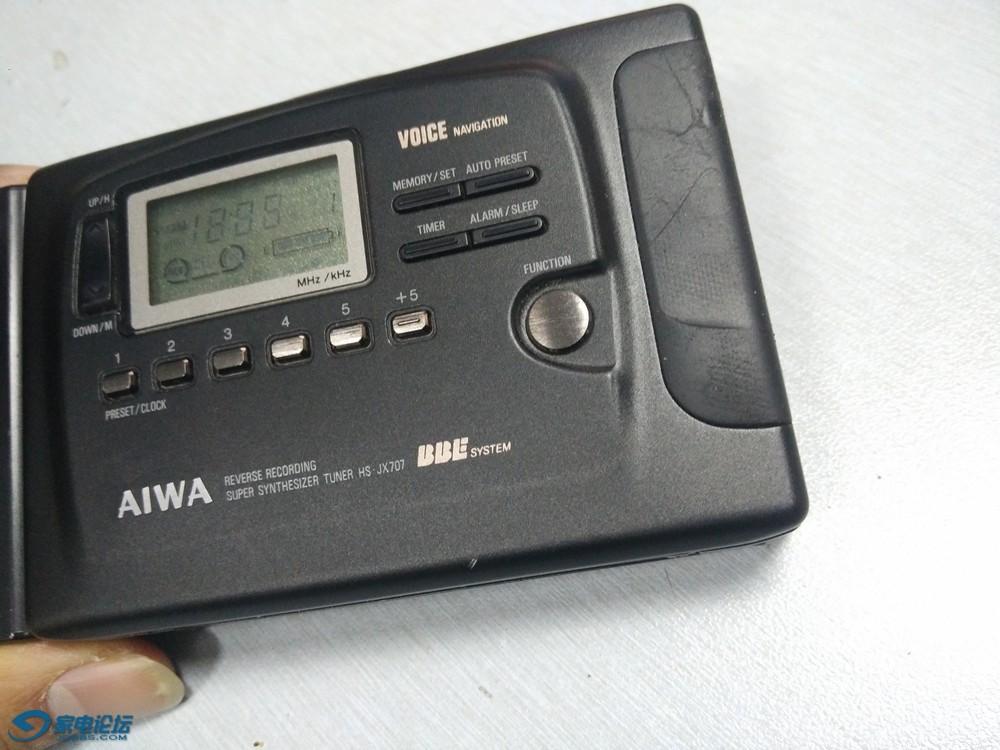 VOICE NAVIGATION
MEMORY/SET AUTO PRESET
TIMER ALARM/SLEEP
UP/H
DOWN/M
MHz/kHz
FUNCTION
1 2 3 4 5 +5
PRESET/CLOCK
AIWA
REVERSE RECORDING
SUPER SYNTHESIZER TUNER HS-JX707
BBE SYSTEM
家电论坛